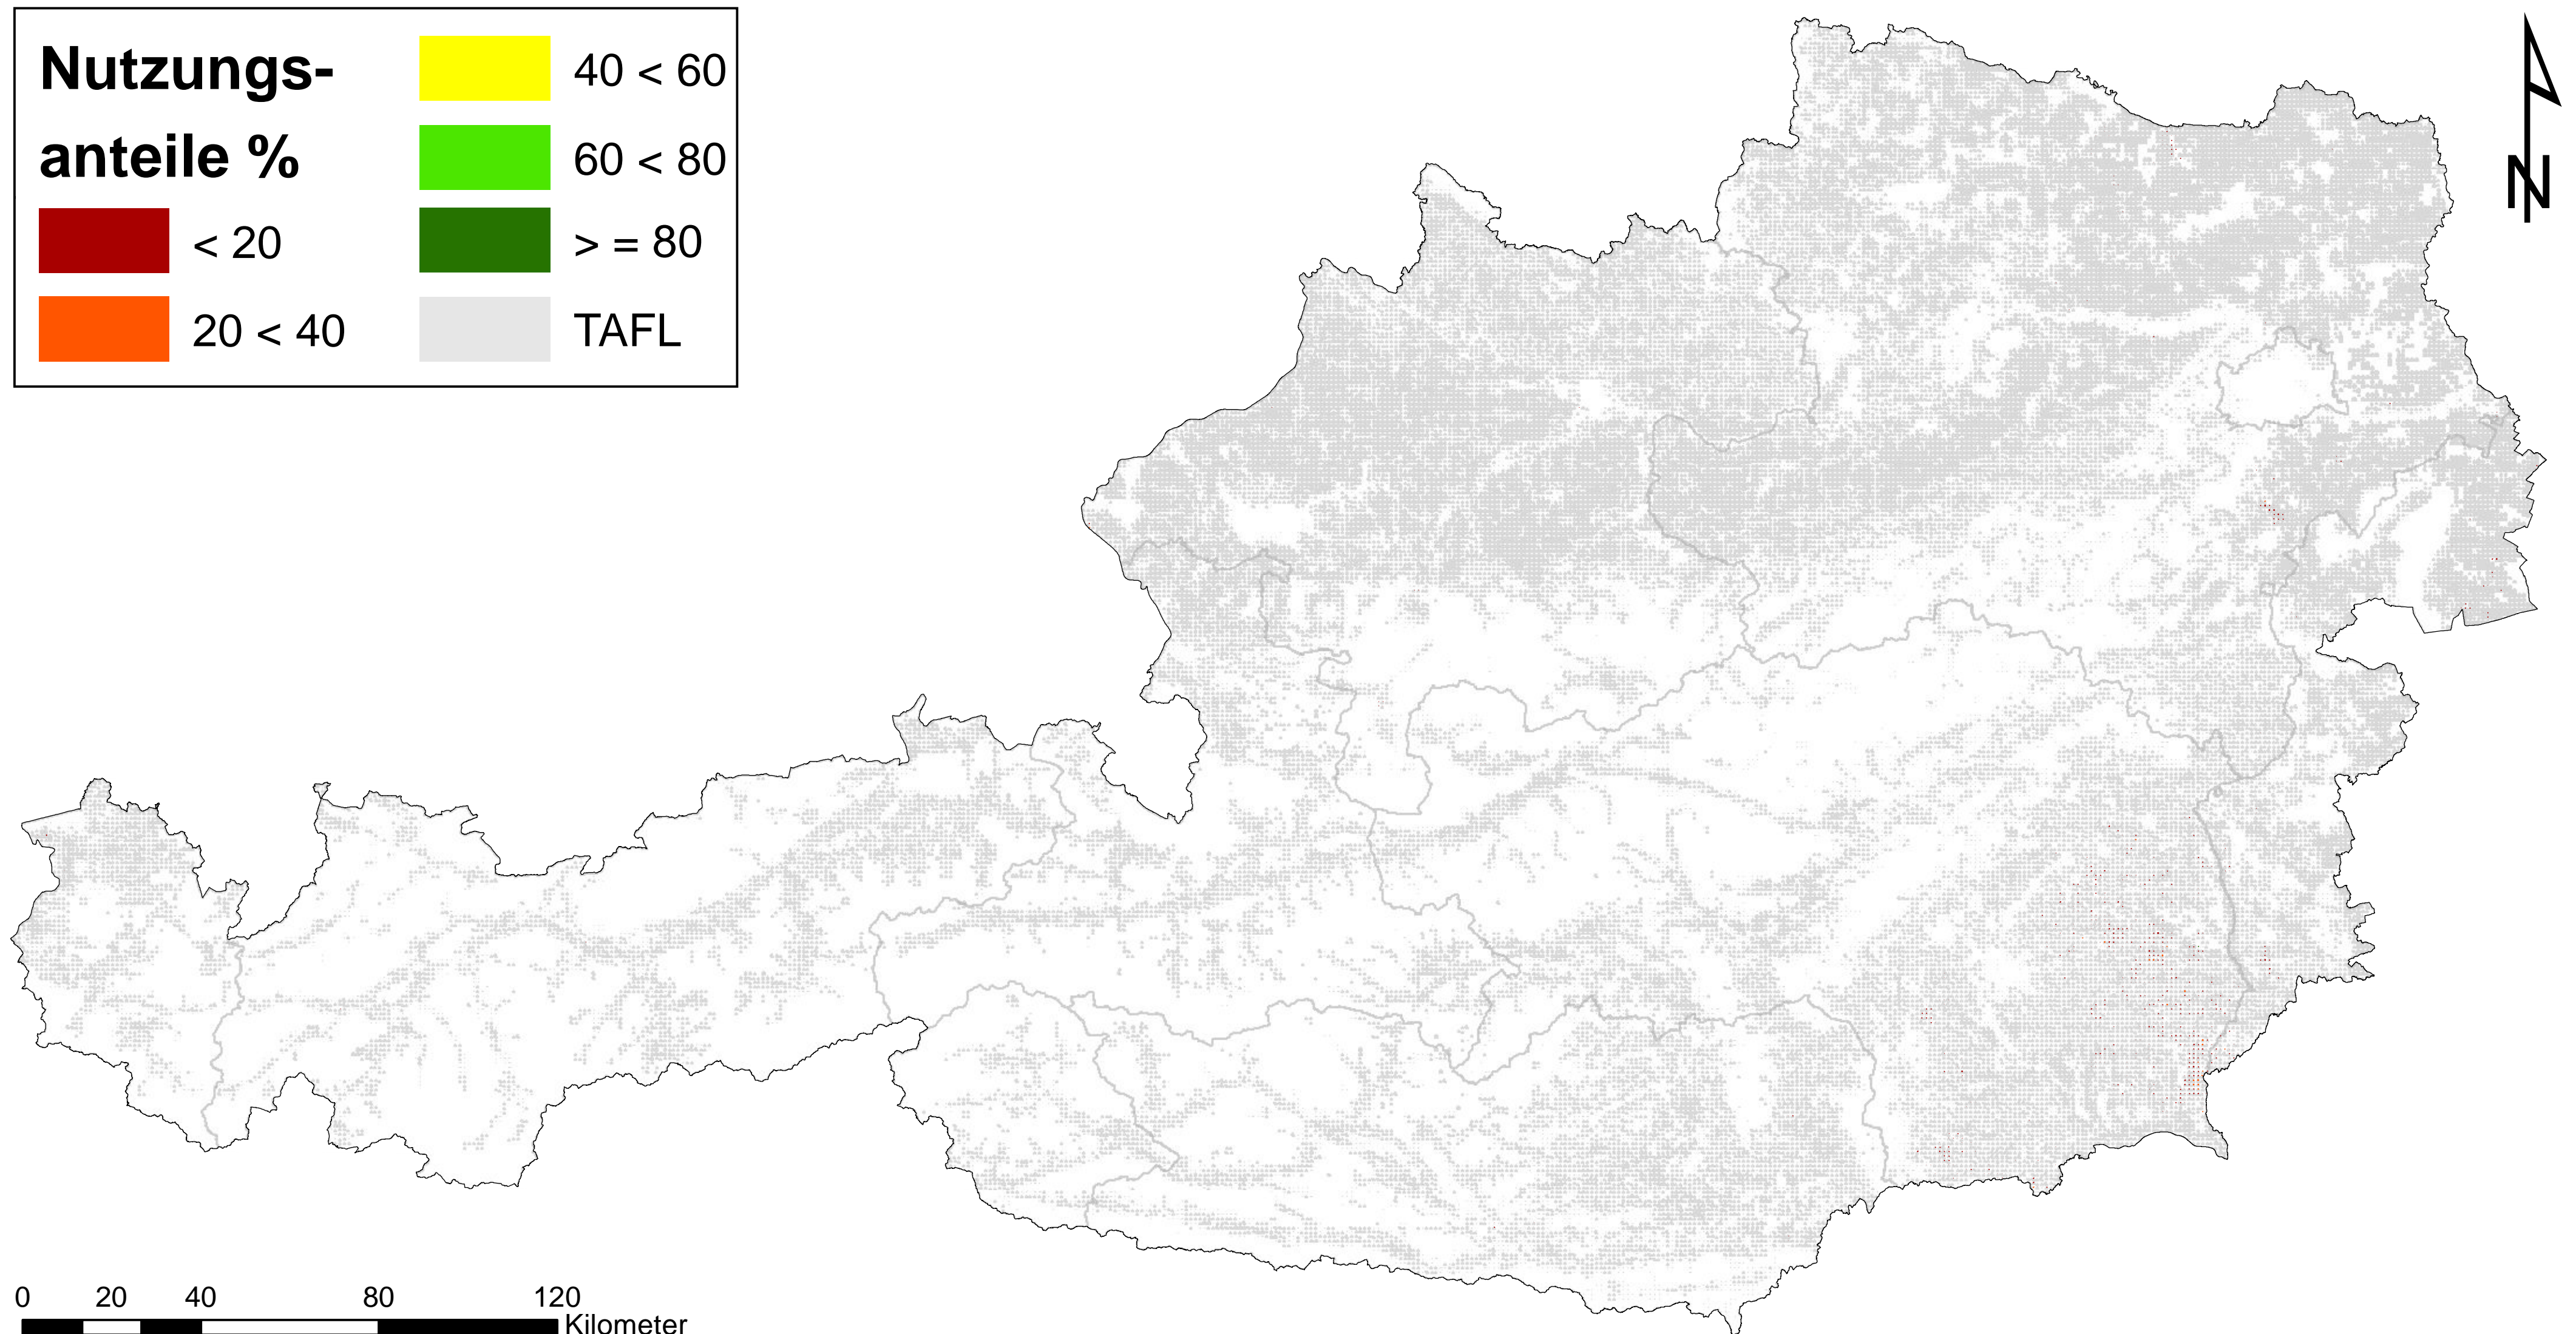 Nutzungs-
anteile %
< 20
20 < 40
40 < 60
60 < 80
> = 80
TAFL
N
0 20 40 80 120
Kilometer